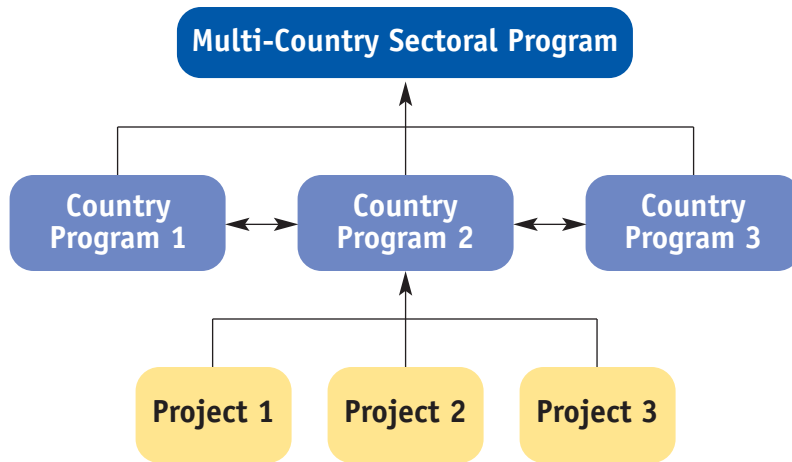 Multi-Country Sectoral Program
Country
Program 1
Country
Program 2
Country
Program 3
Project 1
Project 2
Project 3